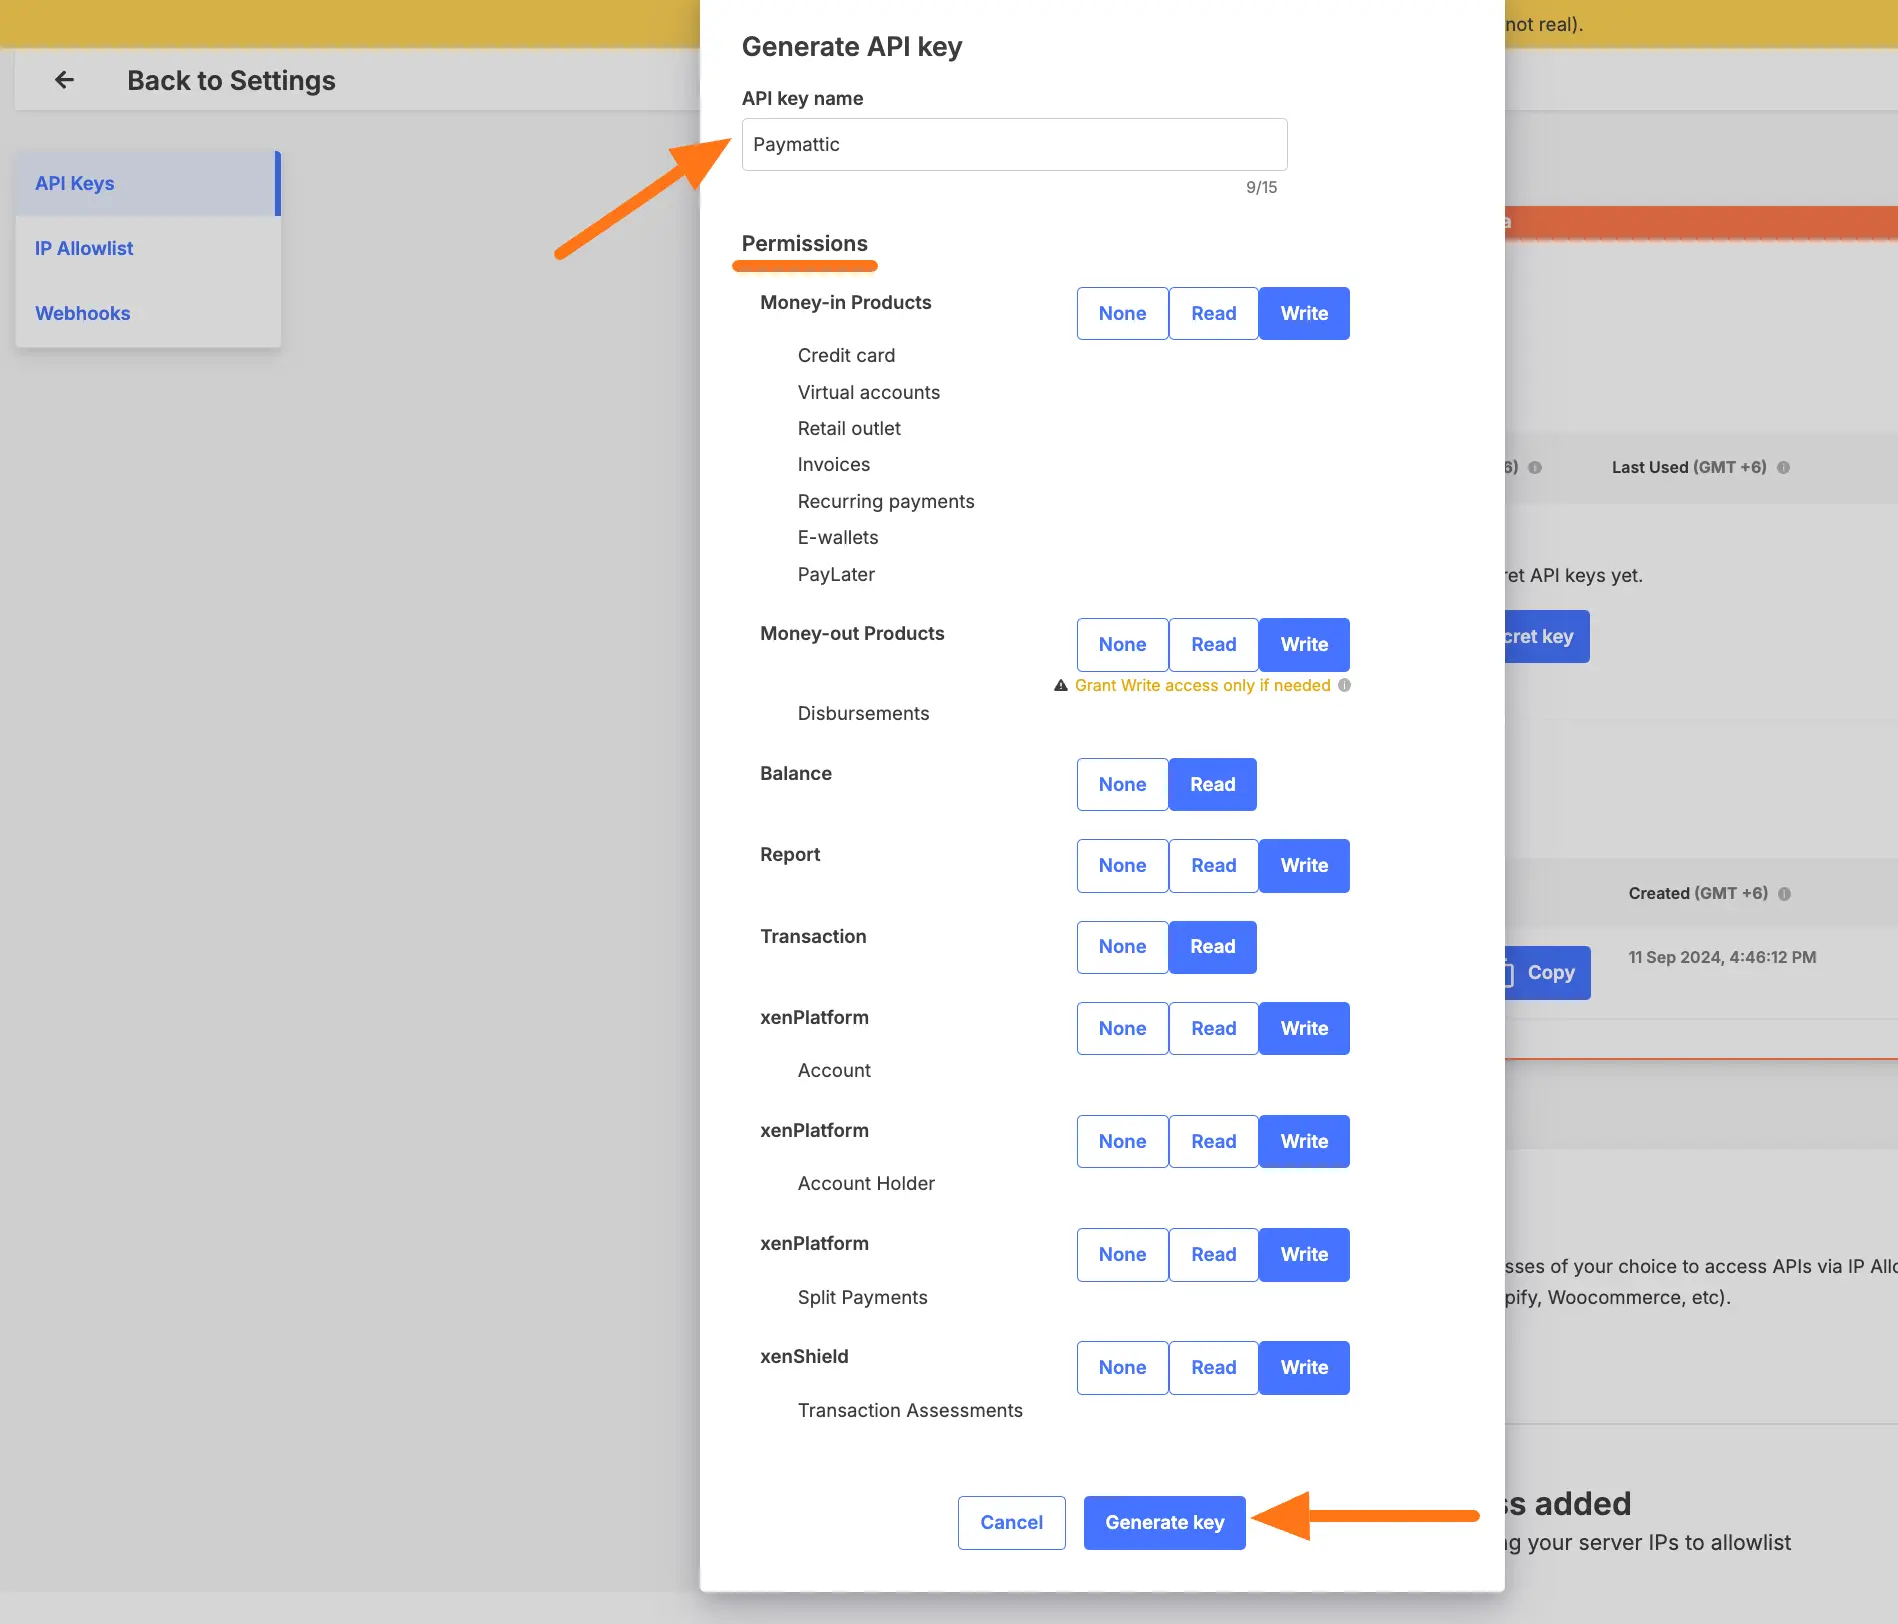 not real).
Back to Settings
API Keys
IP Allowlist
Webhooks
Generate API key
API key name
Paymattic
9/15
Permissions
Money-in Products
None Read Write
Credit card
Virtual accounts
Retail outlet
Invoices
Recurring payments
E-wallets
PayLater
Money-out Products
None Read Write
Grant Write access only if needed
Disbursements
Balance
None Read
Report
None Read Write
Transaction
None Read
xenPlatform
None Read Write
Account
xenPlatform
None Read Write
Account Holder
xenPlatform
None Read Write
Split Payments
xenShield
None Read Write
Transaction Assessments
Cancel Generate key
Last Used (GMT +6)
API keys yet.
key
Created (GMT +6)
Copy
11 Sep 2024, 4:46:12 PM
of your choice to access APIs via IP
Woocommerce, etc).
added
your server IPs to allowlist